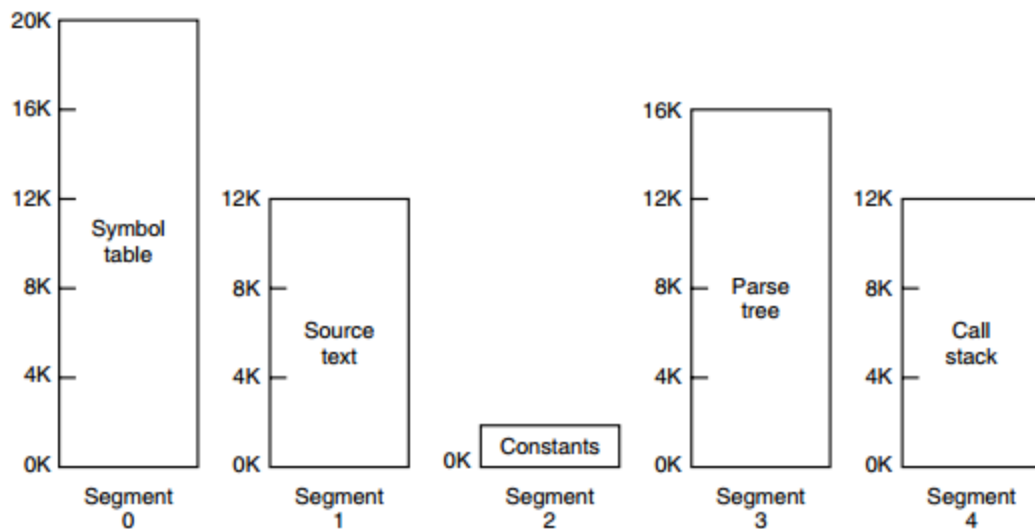 20K
16K
12K
8K
4K
0K
Symbol
table
Segment
0
12K
8K
4K
0K
Source
text
Segment
1
0K
Constants
Segment
2
16K
12K
8K
4K
0K
Parse
tree
Segment
3
12K
8K
4K
0K
Call
stack
Segment
4